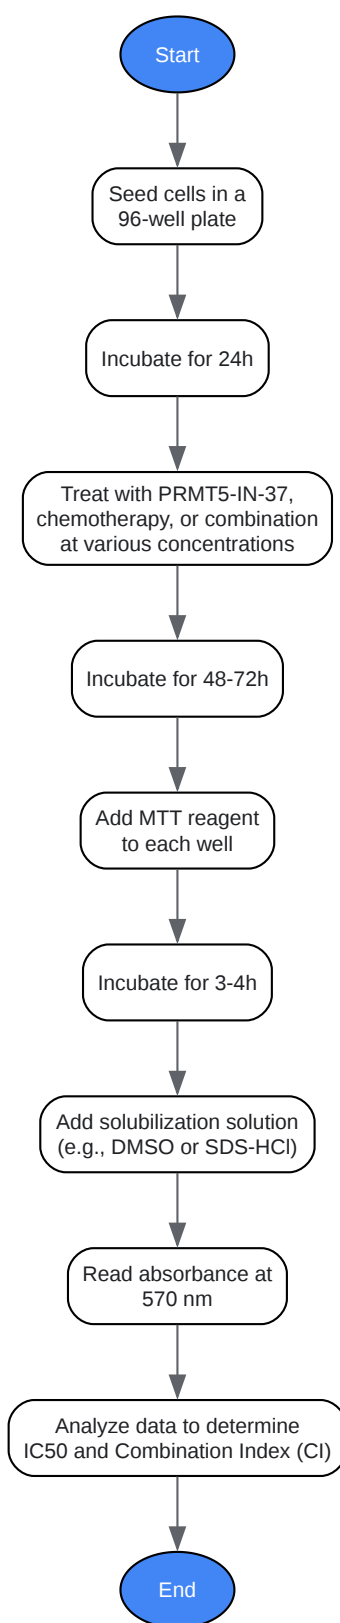 Start
Seed cells in a
96-well plate
Incubate for 24h
Treat with PRMT5-IN-37,
chemotherapy, or combination
at various concentrations
Incubate for 48-72h
Add MTT reagent
to each well
Incubate for 3-4h
Add solubilization solution
(e.g., DMSO or SDS-HCl)
Read absorbance at
570 nm
Analyze data to determine
IC50 and Combination Index (CI)
End